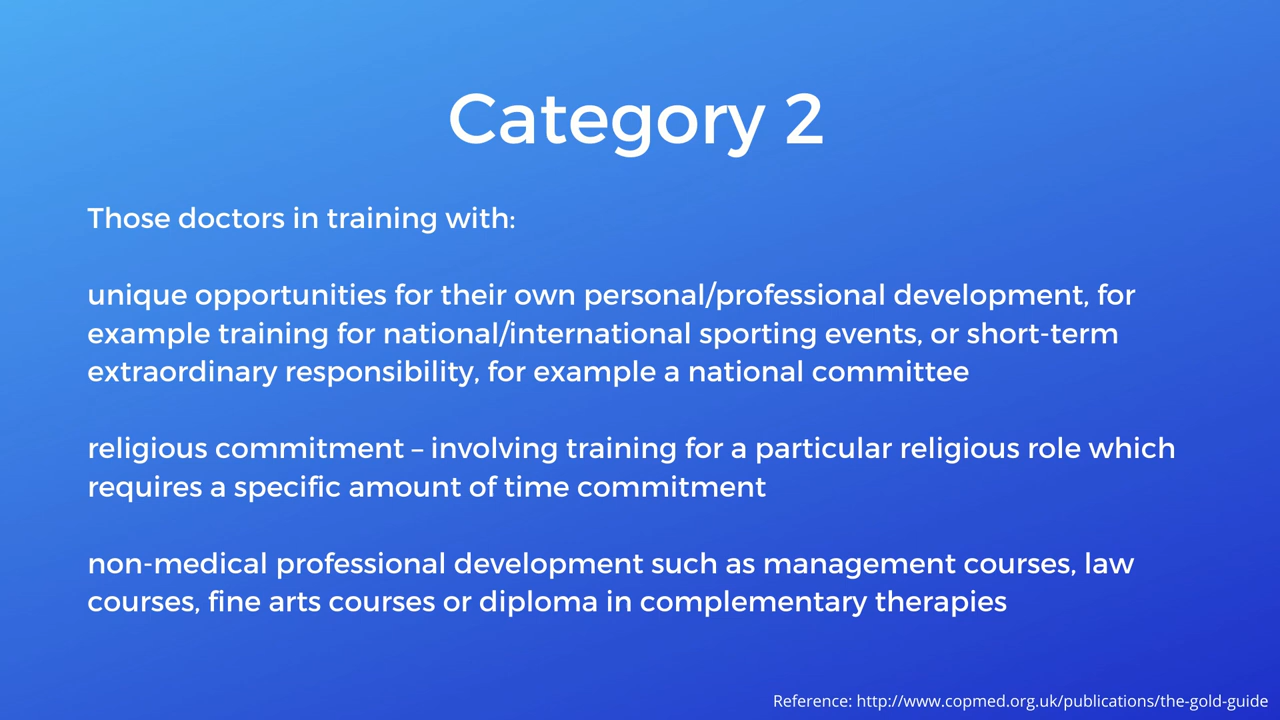 Category 2
Those doctors in training with:
unique opportunities for their own personal/professional development, for
example training for national/international sporting events, or short-term
extraordinary responsibility, for example a national committee
religious commitment – involving training for a particular religious role which
requires a specific amount of time commitment
non-medical professional development such as management courses, law
courses, fine arts courses or diploma in complementary therapies
Reference: http://www.copmed.org.uk/publications/the-gold-guide